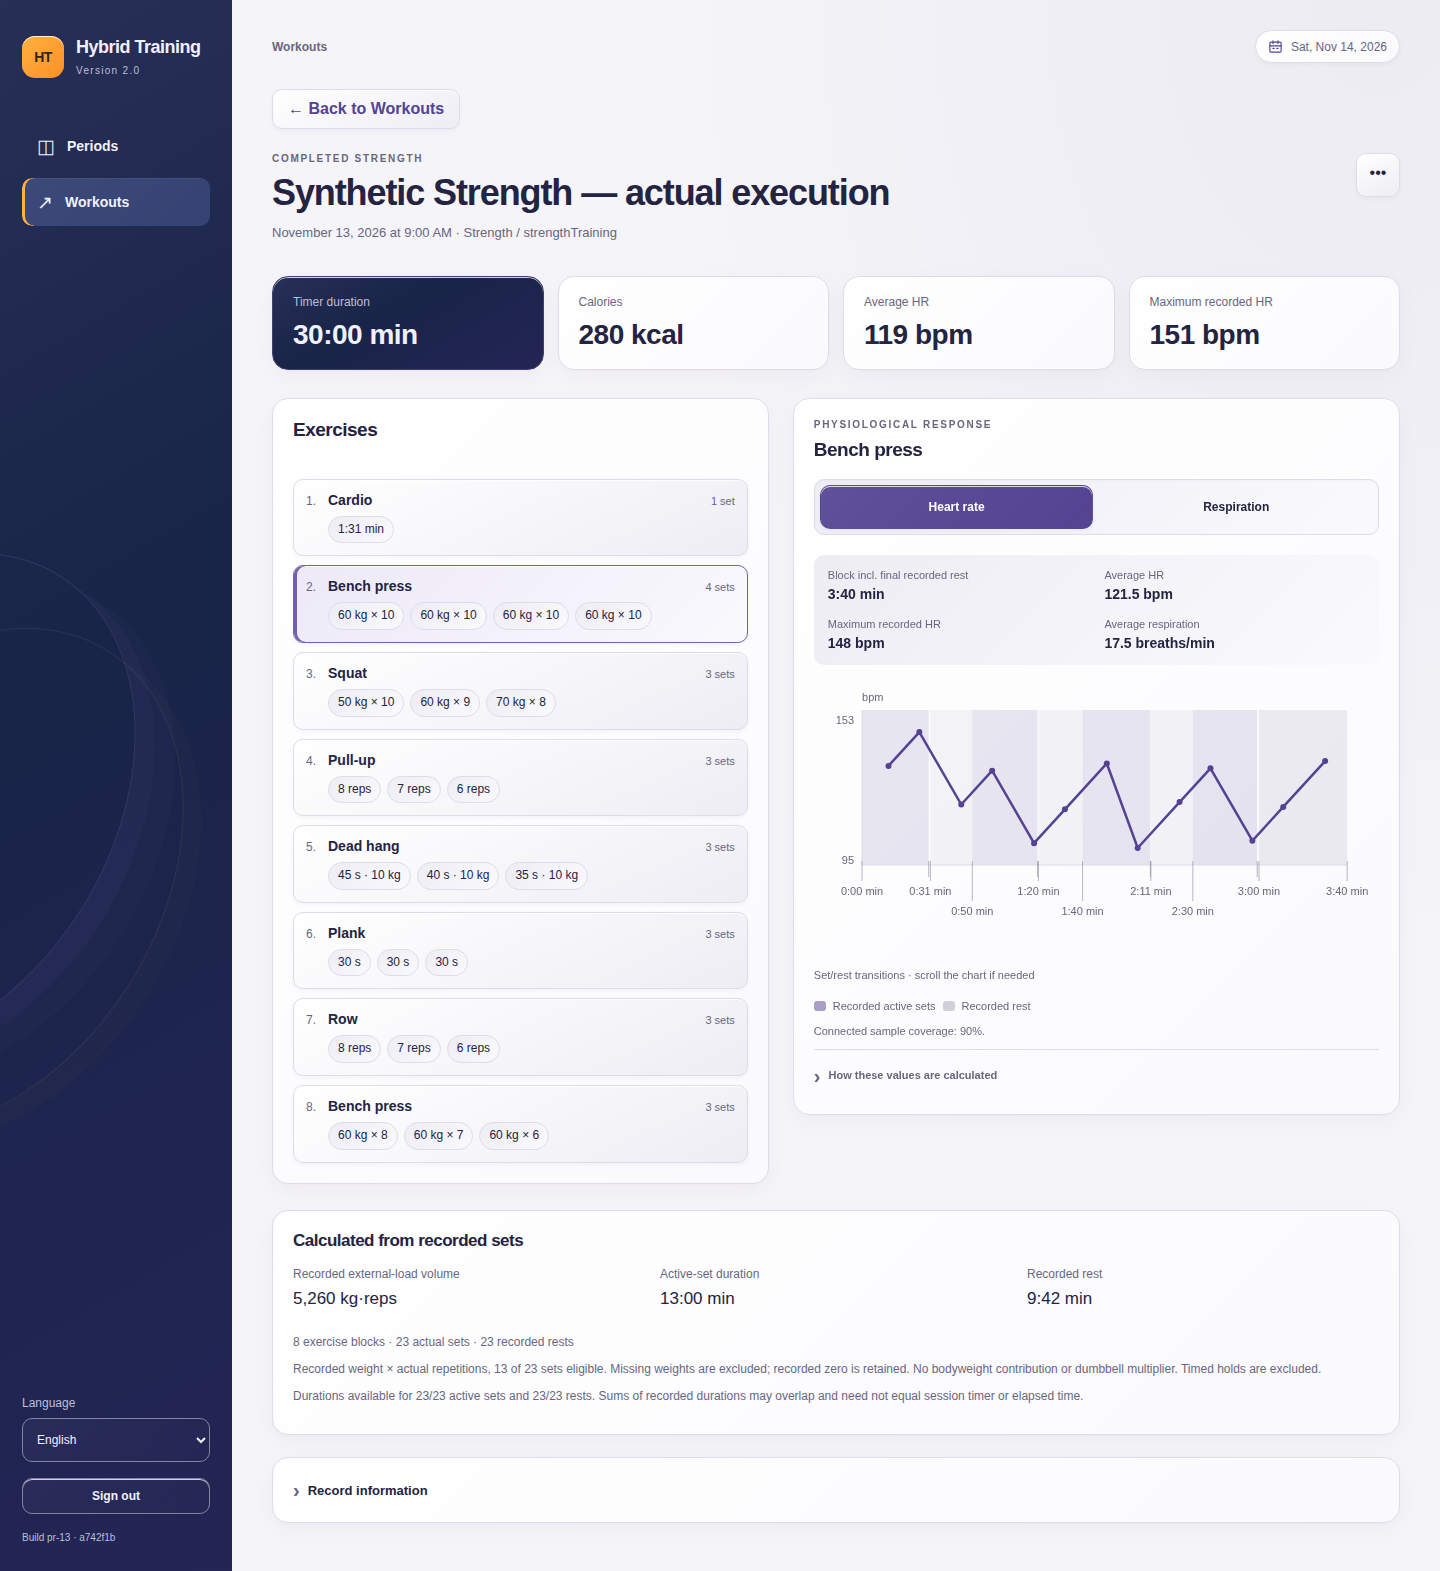 HT
Hybrid Training
Version 2.0
Periods
Workouts
Language
English
Sign out
Build pr-13 · a742f1b
Workouts
Sat, Nov 14, 2026
← Back to Workouts
COMPLETED STRENGTH
Synthetic Strength — actual execution
•••
November 13, 2026 at 9:00 AM · Strength / strengthTraining
Timer duration
30:00 min
Calories
280 kcal
Average HR
119 bpm
Maximum recorded HR
151 bpm
Exercises
1. Cardio 1 set
1:31 min
2. Bench press 4 sets
60 kg × 10 60 kg × 10 60 kg × 10 60 kg × 10
3. Squat 3 sets
50 kg × 10 60 kg × 9 70 kg × 8
4. Pull-up 3 sets
8 reps 7 reps 6 reps
5. Dead hang 3 sets
45 s · 10 kg 40 s · 10 kg 35 s · 10 kg
6. Plank 3 sets
30 s 30 s 30 s
7. Row 3 sets
8 reps 7 reps 6 reps
8. Bench press 3 sets
60 kg × 8 60 kg × 7 60 kg × 6
PHYSIOLOGICAL RESPONSE
Bench press
Heart rate Respiration
Block incl. final recorded rest
3:40 min
Average HR
121.5 bpm
Maximum recorded HR
148 bpm
Average respiration
17.5 breaths/min
bpm
153
95
0:00 min 0:31 min 1:20 min 2:11 min 3:00 min 3:40 min
0:50 min 1:40 min 2:30 min
Set/rest transitions · scroll the chart if needed
Recorded active sets Recorded rest
Connected sample coverage: 90%.
› How these values are calculated
Calculated from recorded sets
Recorded external-load volume
5,260 kg·reps
Active-set duration
13:00 min
Recorded rest
9:42 min
8 exercise blocks · 23 actual sets · 23 recorded rests
Recorded weight × actual repetitions, 13 of 23 sets eligible. Missing weights are excluded; recorded zero is retained. No bodyweight contribution or dumbbell multiplier. Timed holds are excluded.
Durations available for 23/23 active sets and 23/23 rests. Sums of recorded durations may overlap and need not equal session timer or elapsed time.
› Record information